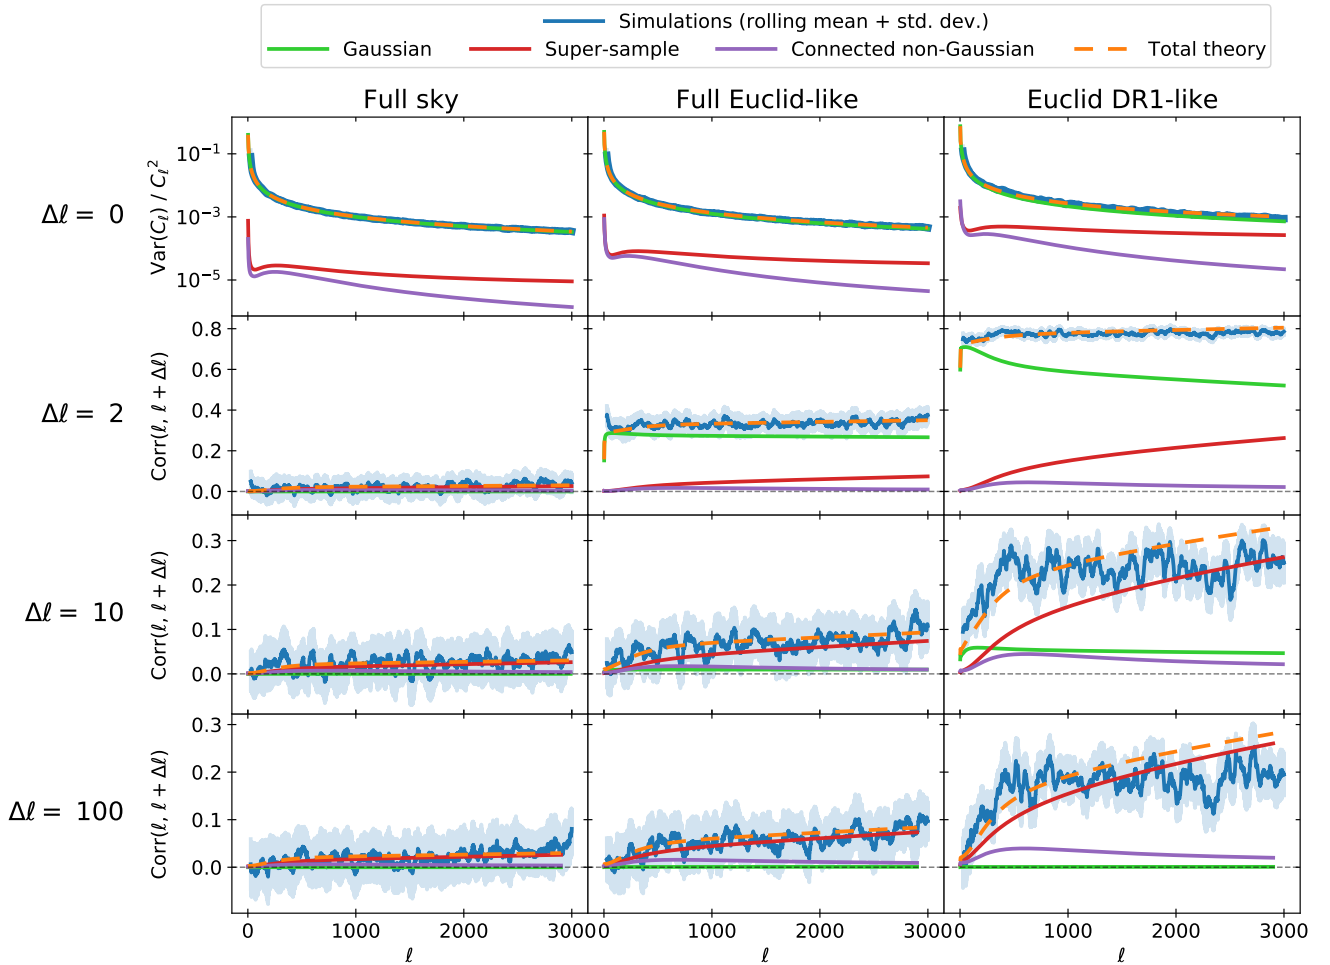 Simulations (rolling mean + std. dev.)
Gaussian Super-sample Connected non-Gaussian Total theory
Full sky Full Euclid-like Euclid DR1-like
Δℓ = 0
Var(Cℓ) / Cℓ²
10⁻¹
10⁻³
10⁻⁵
Δℓ = 2
Corr(ℓ, ℓ + Δℓ)
0.8
0.6
0.4
0.2
0.0
Δℓ = 10
Corr(ℓ, ℓ + Δℓ)
0.3
0.2
0.1
0.0
Δℓ = 100
Corr(ℓ, ℓ + Δℓ)
0.3
0.2
0.1
0.0
0 1000 2000 3000 0 1000 2000 3000 0 1000 2000 3000
ℓ ℓ ℓ